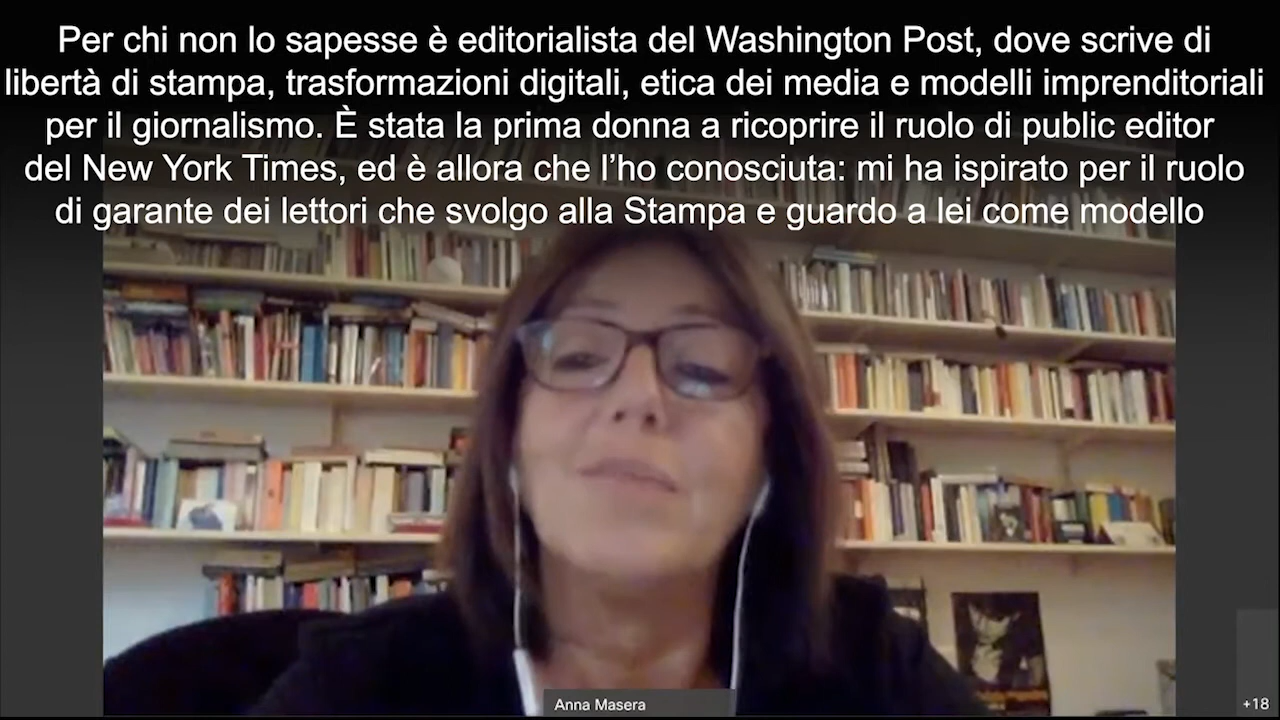 Per chi non lo sapesse è editorialista del Washington Post, dove scrive di
libertà di stampa, trasformazioni digitali, etica dei media e modelli imprenditoriali
per il giornalismo. È stata la prima donna a ricoprire il ruolo di public editor
del New York Times, ed è allora che l’ho conosciuta: mi ha ispirato per il ruolo
di garante dei lettori che svolgo alla Stampa e guardo a lei come modello
Anna Masera
+18